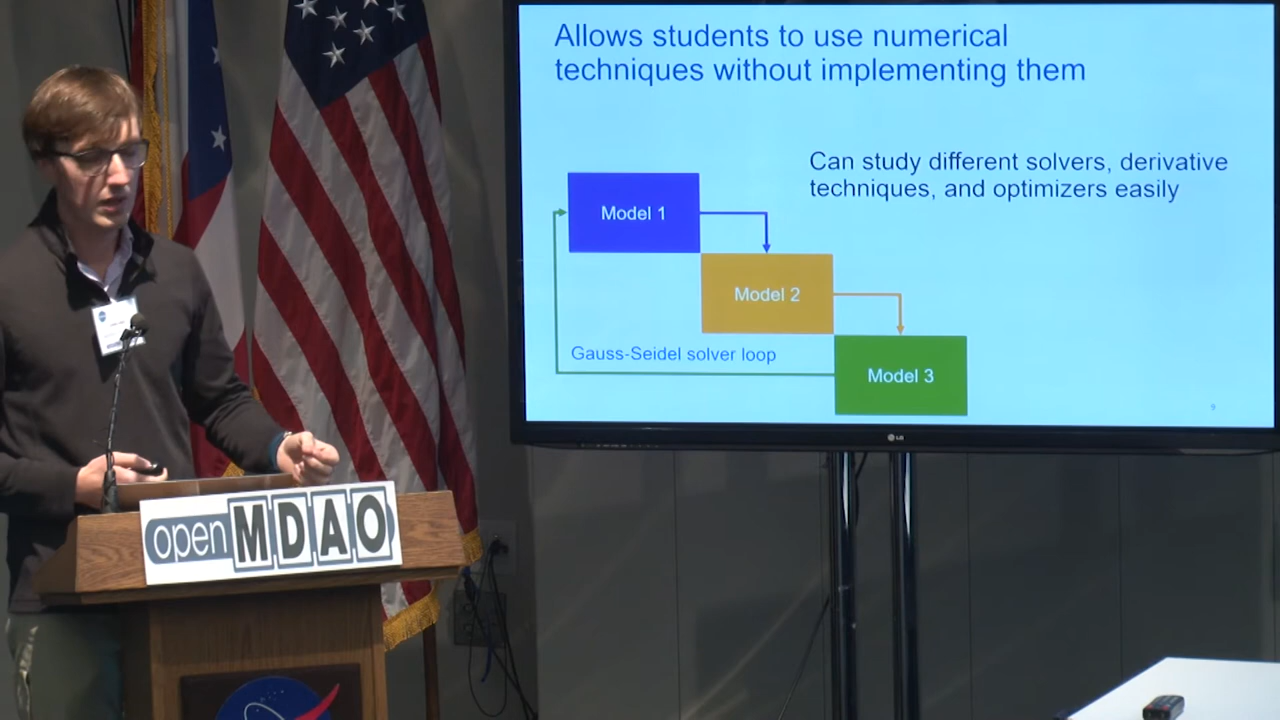 Allows students to use numerical
techniques without implementing them
Can study different solvers, derivative
techniques, and optimizers easily
Model 1
Model 2
Gauss-Seidel solver loop
Model 3
9
LG
openMDAO